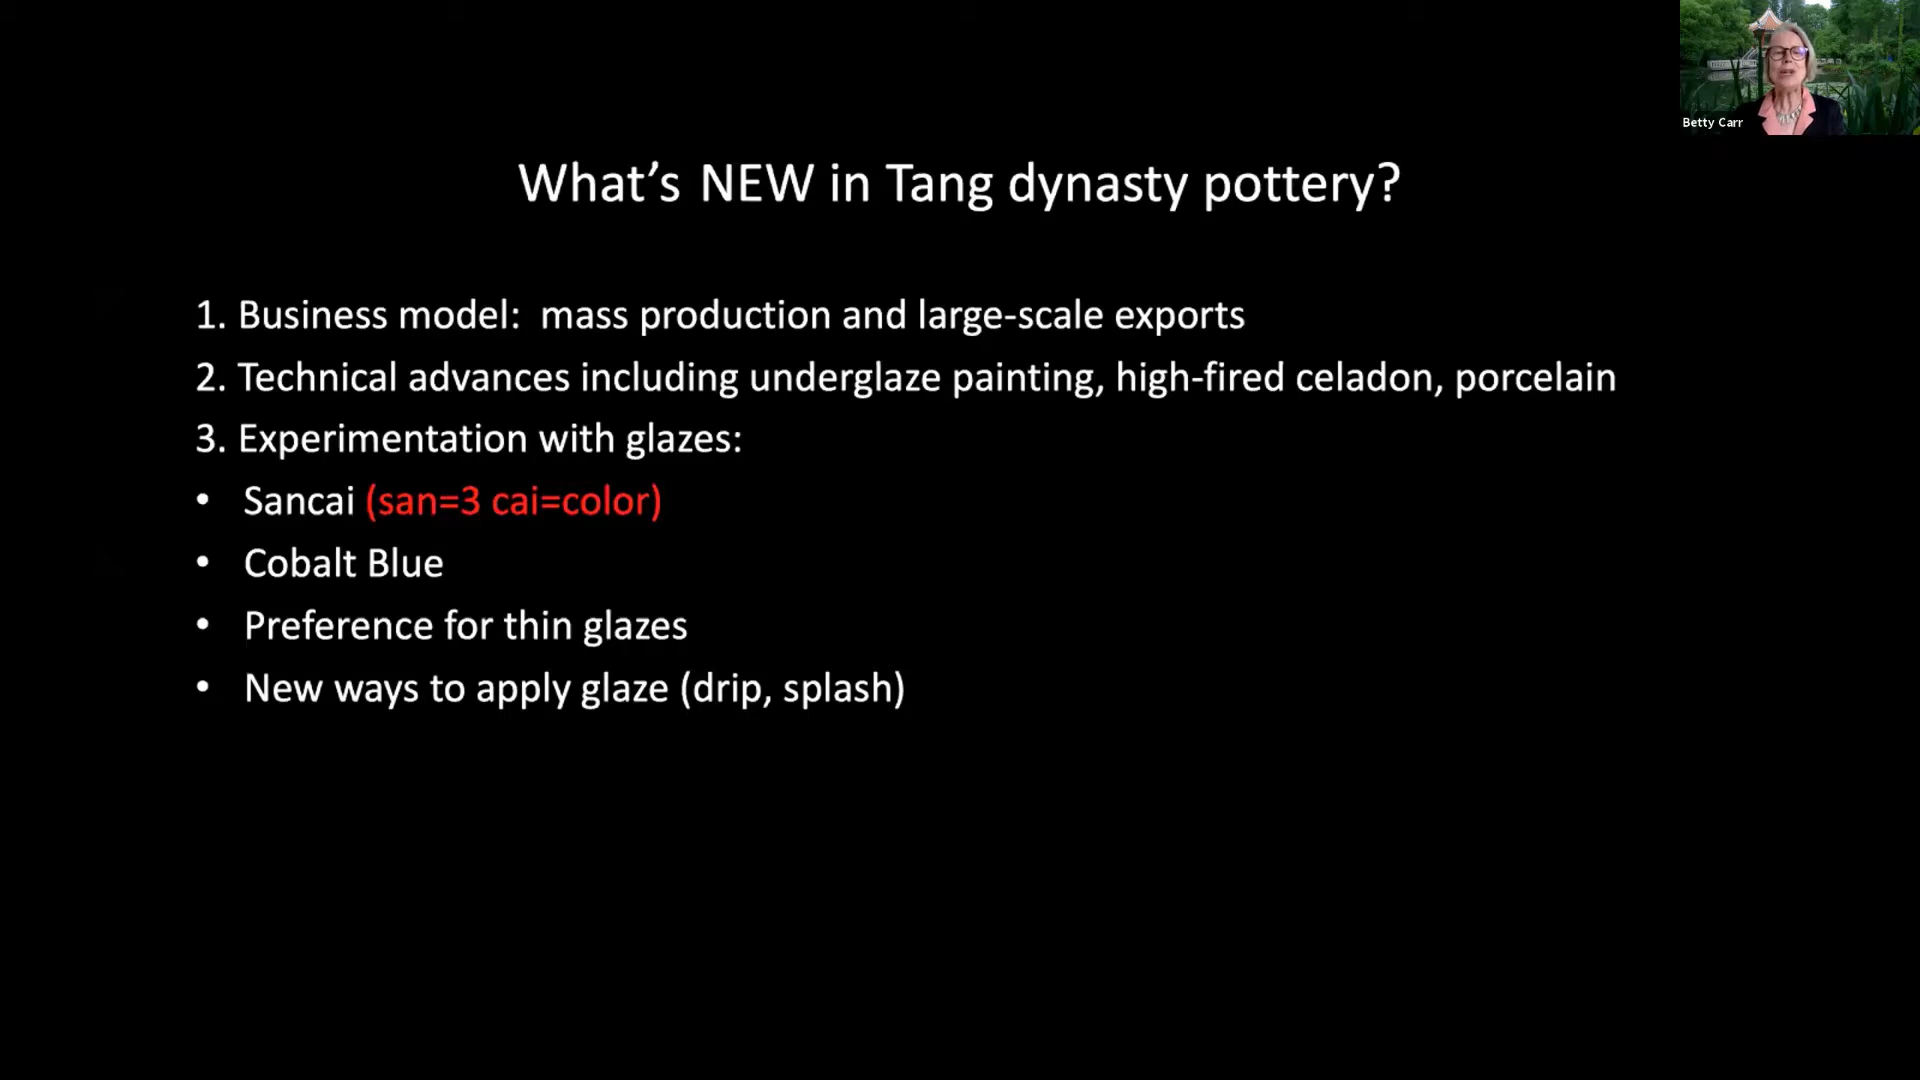 Betty Carr
What's NEW in Tang dynasty pottery?
1. Business model:  mass production and large-scale exports
2. Technical advances including underglaze painting, high-fired celadon, porcelain
3. Experimentation with glazes:
• Sancai (san=3 cai=color)
• Cobalt Blue
• Preference for thin glazes
• New ways to apply glaze (drip, splash)